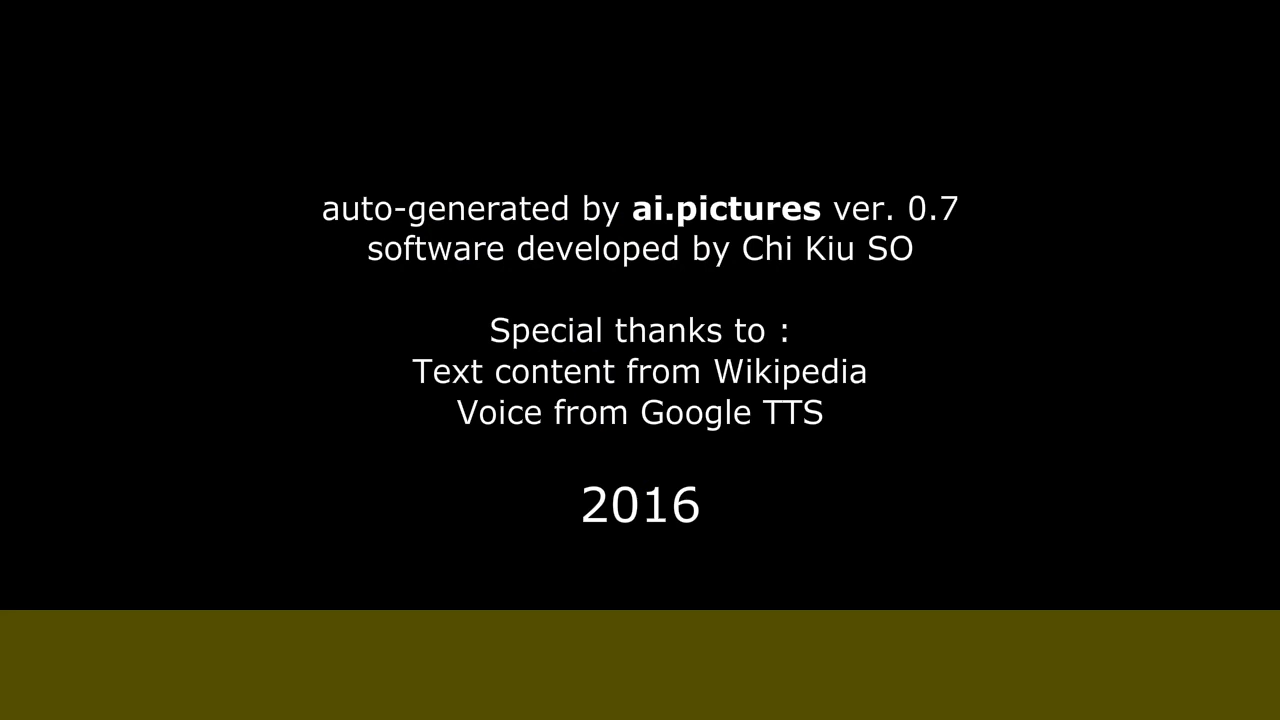 auto-generated by ai.pictures ver. 0.7
software developed by Chi Kiu SO
Special thanks to :
Text content from Wikipedia
Voice from Google TTS
2016